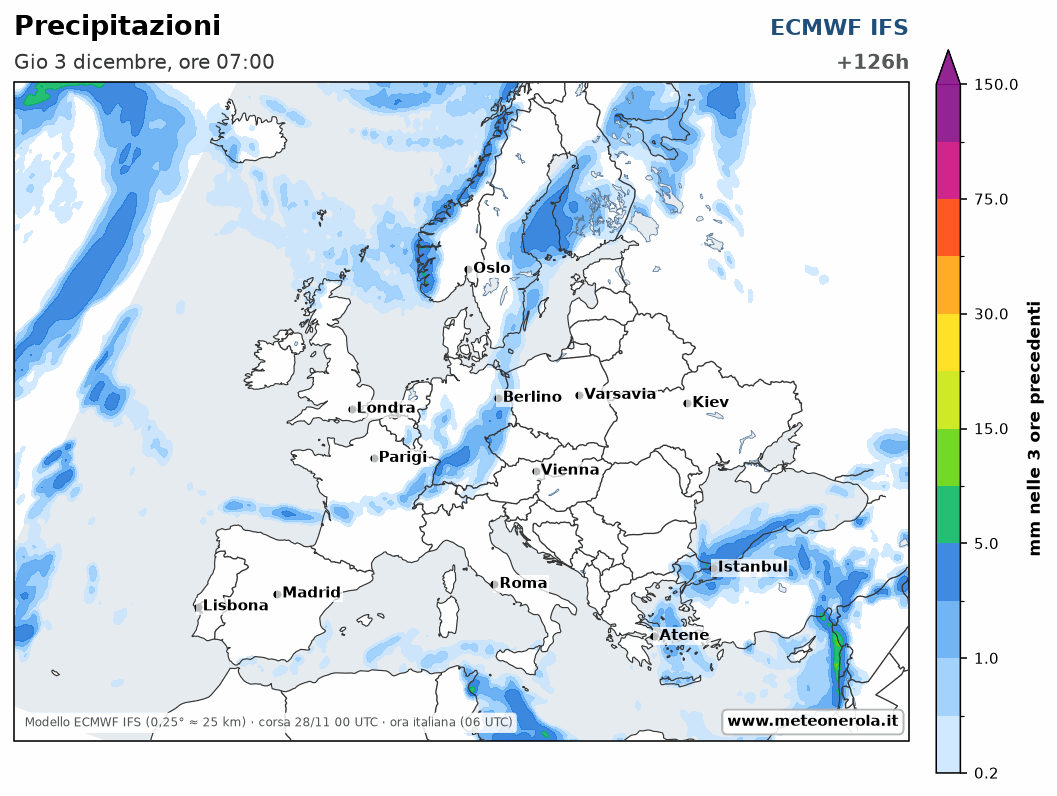 Precipitazioni
ECMWF IFS
Gio 3 dicembre, ore 07:00
+126h
150.0
75.0
30.0
15.0
5.0
1.0
0.2
mm nelle 3 ore precedenti
Oslo
Berlino
Varsavia
Kiev
Londra
Parigi
Vienna
Istanbul
Roma
Madrid
Lisbona
Atene
Modello ECMWF IFS (0,25° ≈ 25 km) · corsa 28/11 00 UTC · ora italiana (06 UTC)
www.meteonerola.it